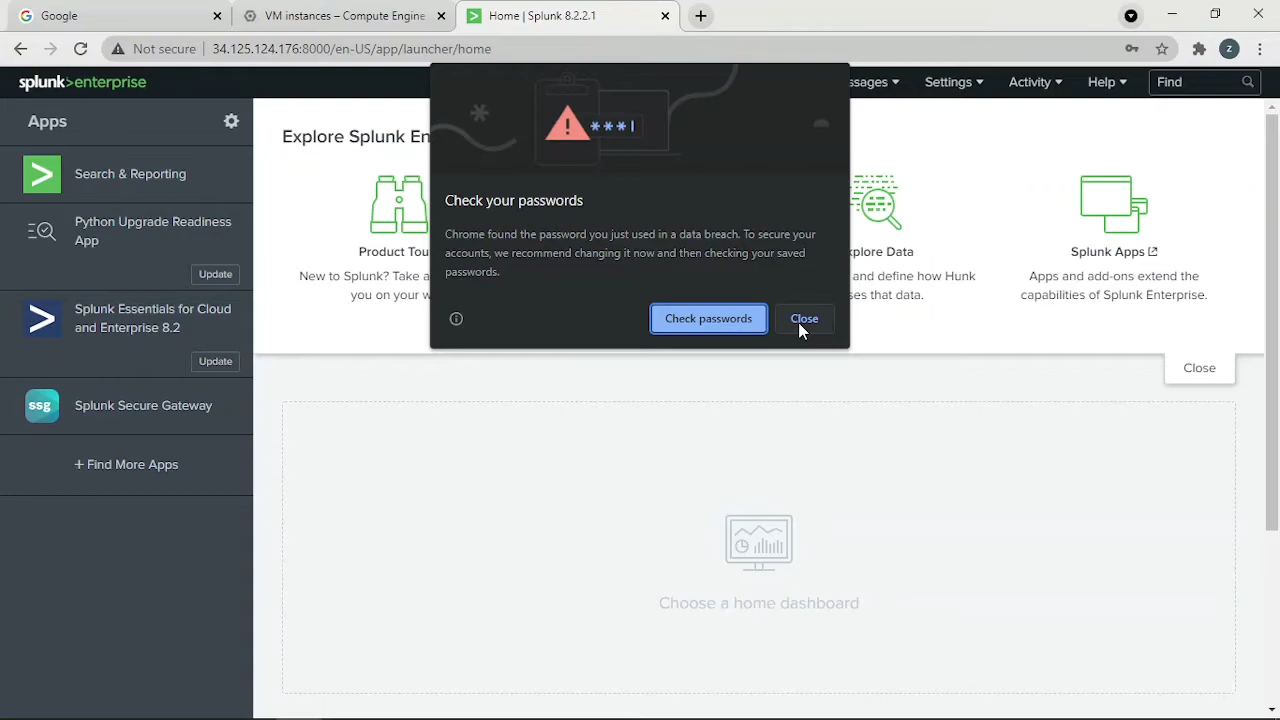 Google
VM instances – Compute Engine
Home | Splunk 8.2.2.1
Not secure
34.125.124.176:8000/en-US/app/launcher/home
z
splunk>enterprise
ssages
Settings
Activity
Help
Find
Apps
Search & Reporting
Python Upgrade Readiness
App
Update
Splunk Essentials for Cloud
and Enterprise 8.2
Update
ssg
Splunk Secure Gateway
+ Find More Apps
Explore Splunk En
Product Tou
New to Splunk? Take a
you on your w
***
Check your passwords
Chrome found the password you just used in a data breach. To secure your
accounts, we recommend changing it now and then checking your saved
passwords.
Check passwords
Close
xplore Data
and define how Hunk
ses that data.
Splunk Apps
Apps and add-ons extend the
capabilities of Splunk Enterprise.
Close
Choose a home dashboard